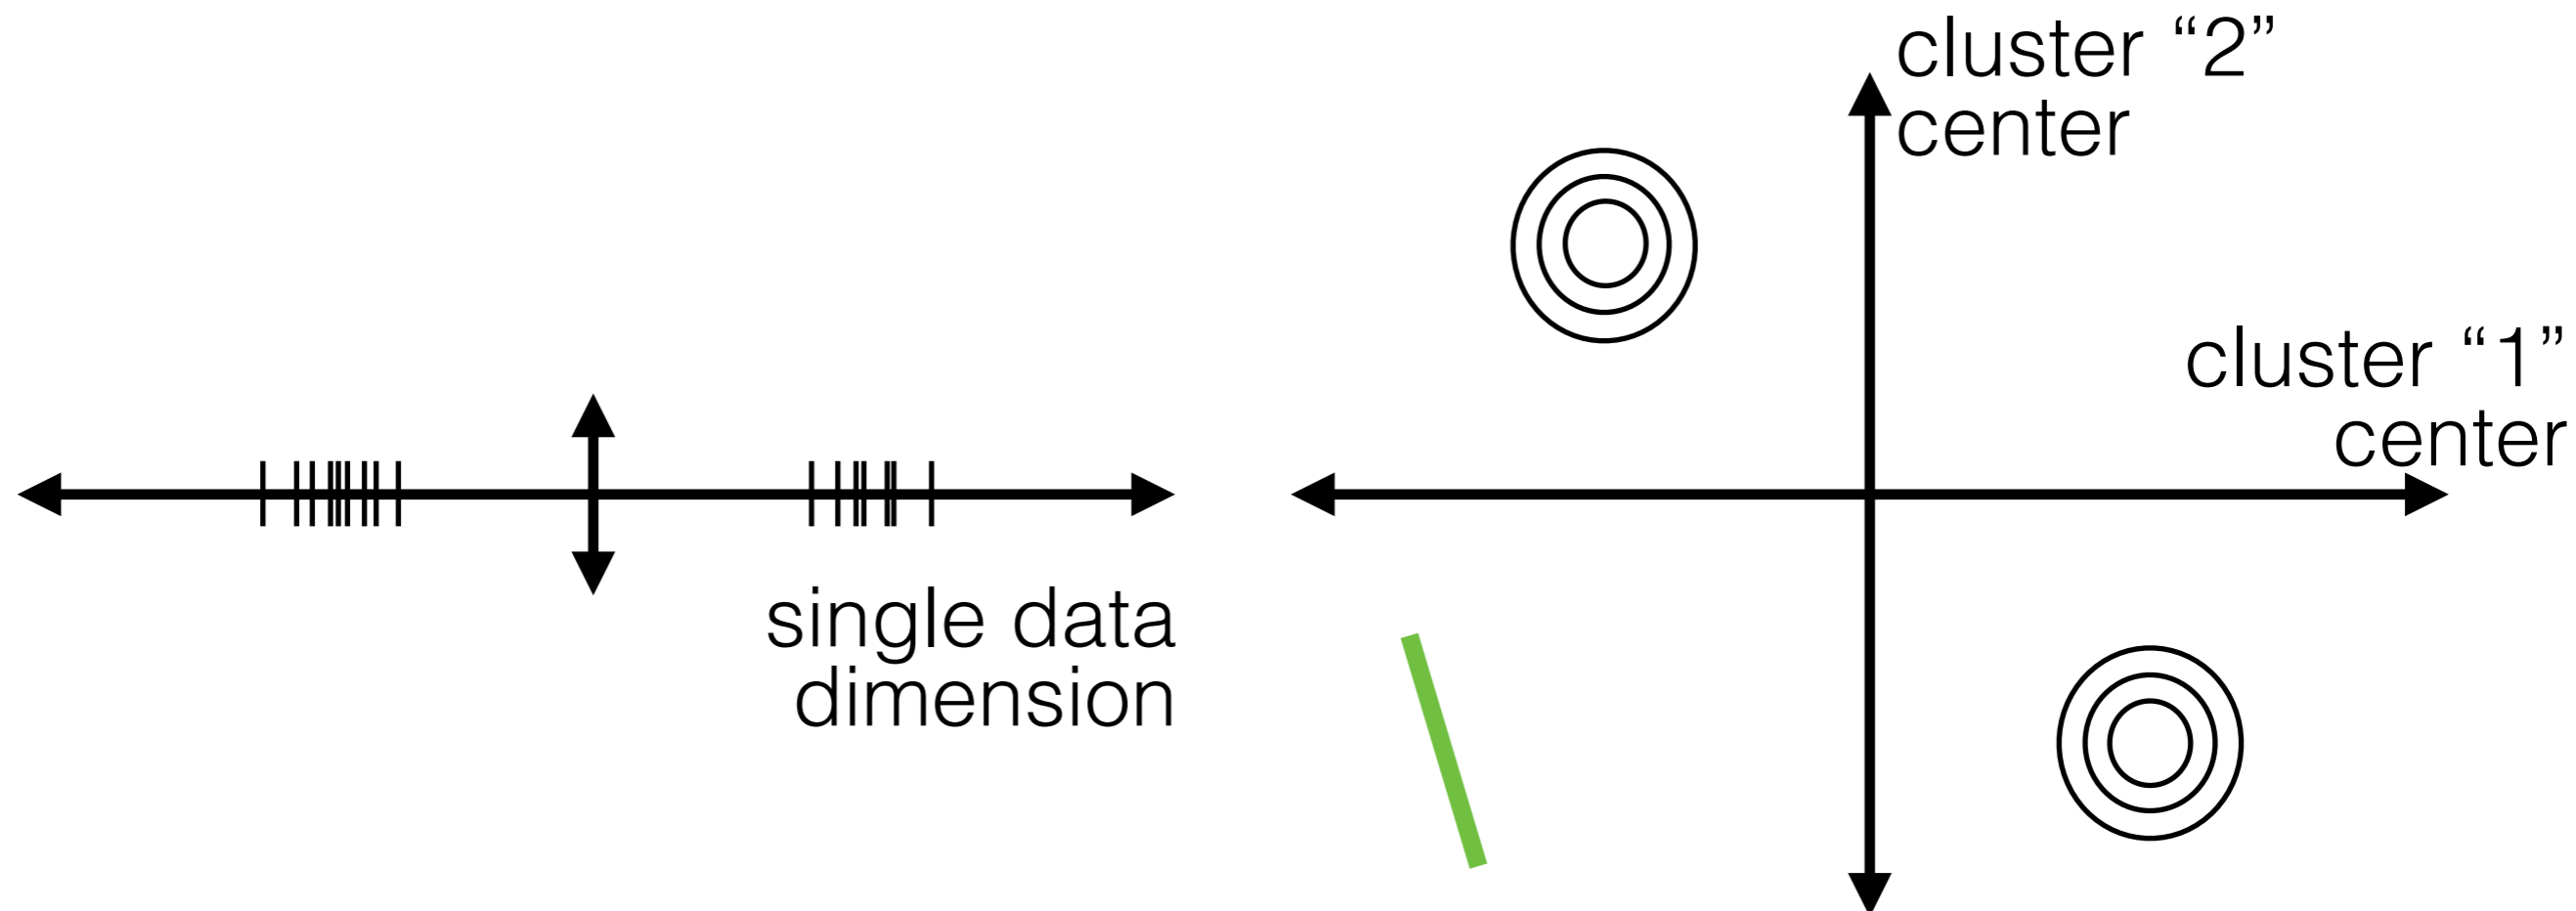 single data
dimension
cluster “2”
center
cluster “1”
center